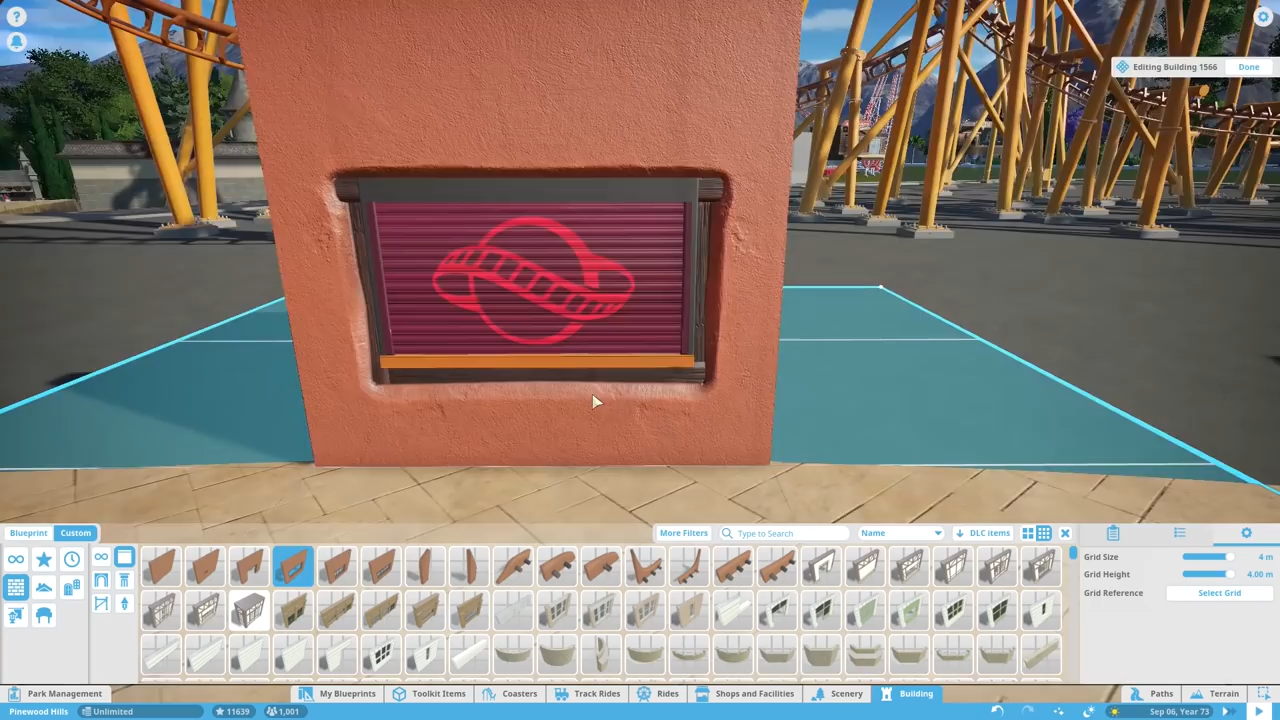 ?
Editing Building 1566 Done
Blueprint Custom
More Filters Type to Search Name DLC items
Grid Size 4 m
Grid Height 4.00 m
Grid Reference Select Grid
Park Management My Blueprints Toolkit Items Coasters Track Rides Rides Shops and Facilities Scenery Building Paths Terrain
Pinewood Hills Unlimited 11639 1,001 Sep 06, Year 73